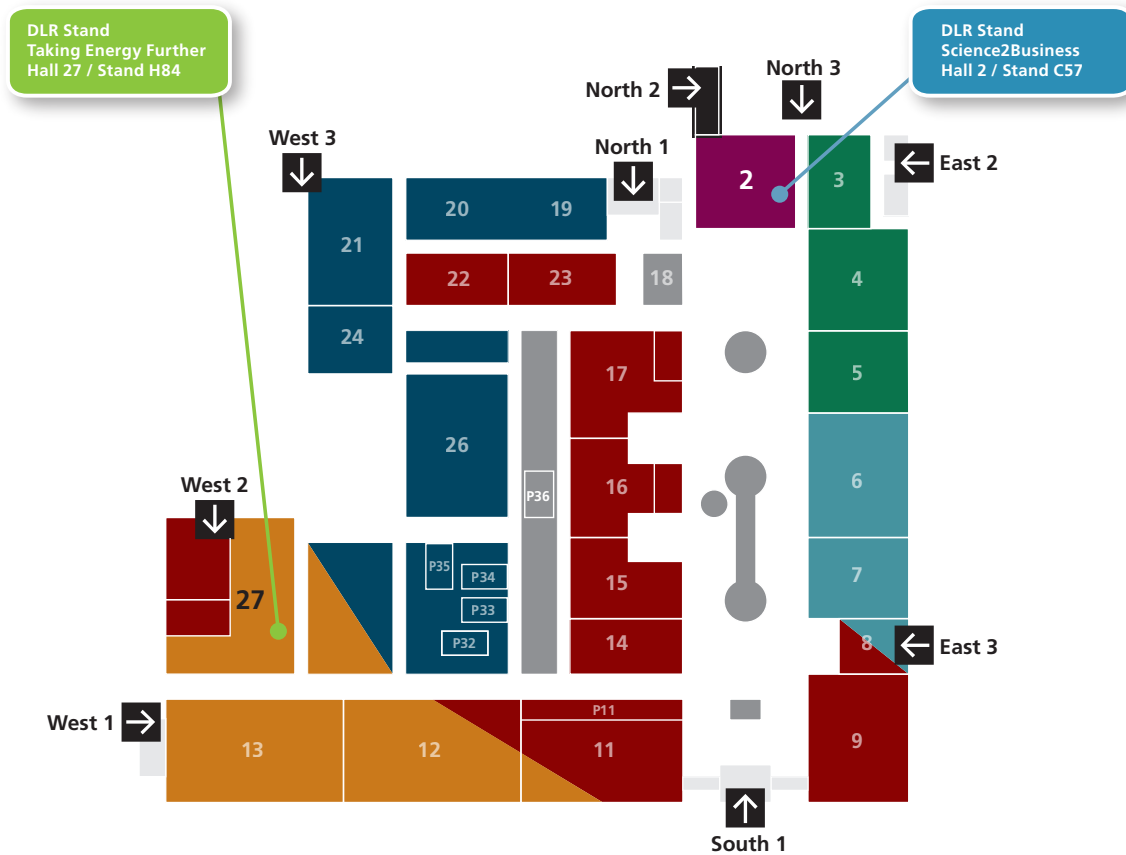 DLR Stand
Taking Energy Further
Hall 27 / Stand H84
DLR Stand
Science2Business
Hall 2 / Stand C57
North 3
North 2
West 3
North 1
East 2
2
3
20
19
21
22
23
18
4
24
17
5
26
16
6
P36
West 2
27
P35
P34
P33
P32
15
7
14
8
East 3
West 1
13
12
P11
11
9
South 1